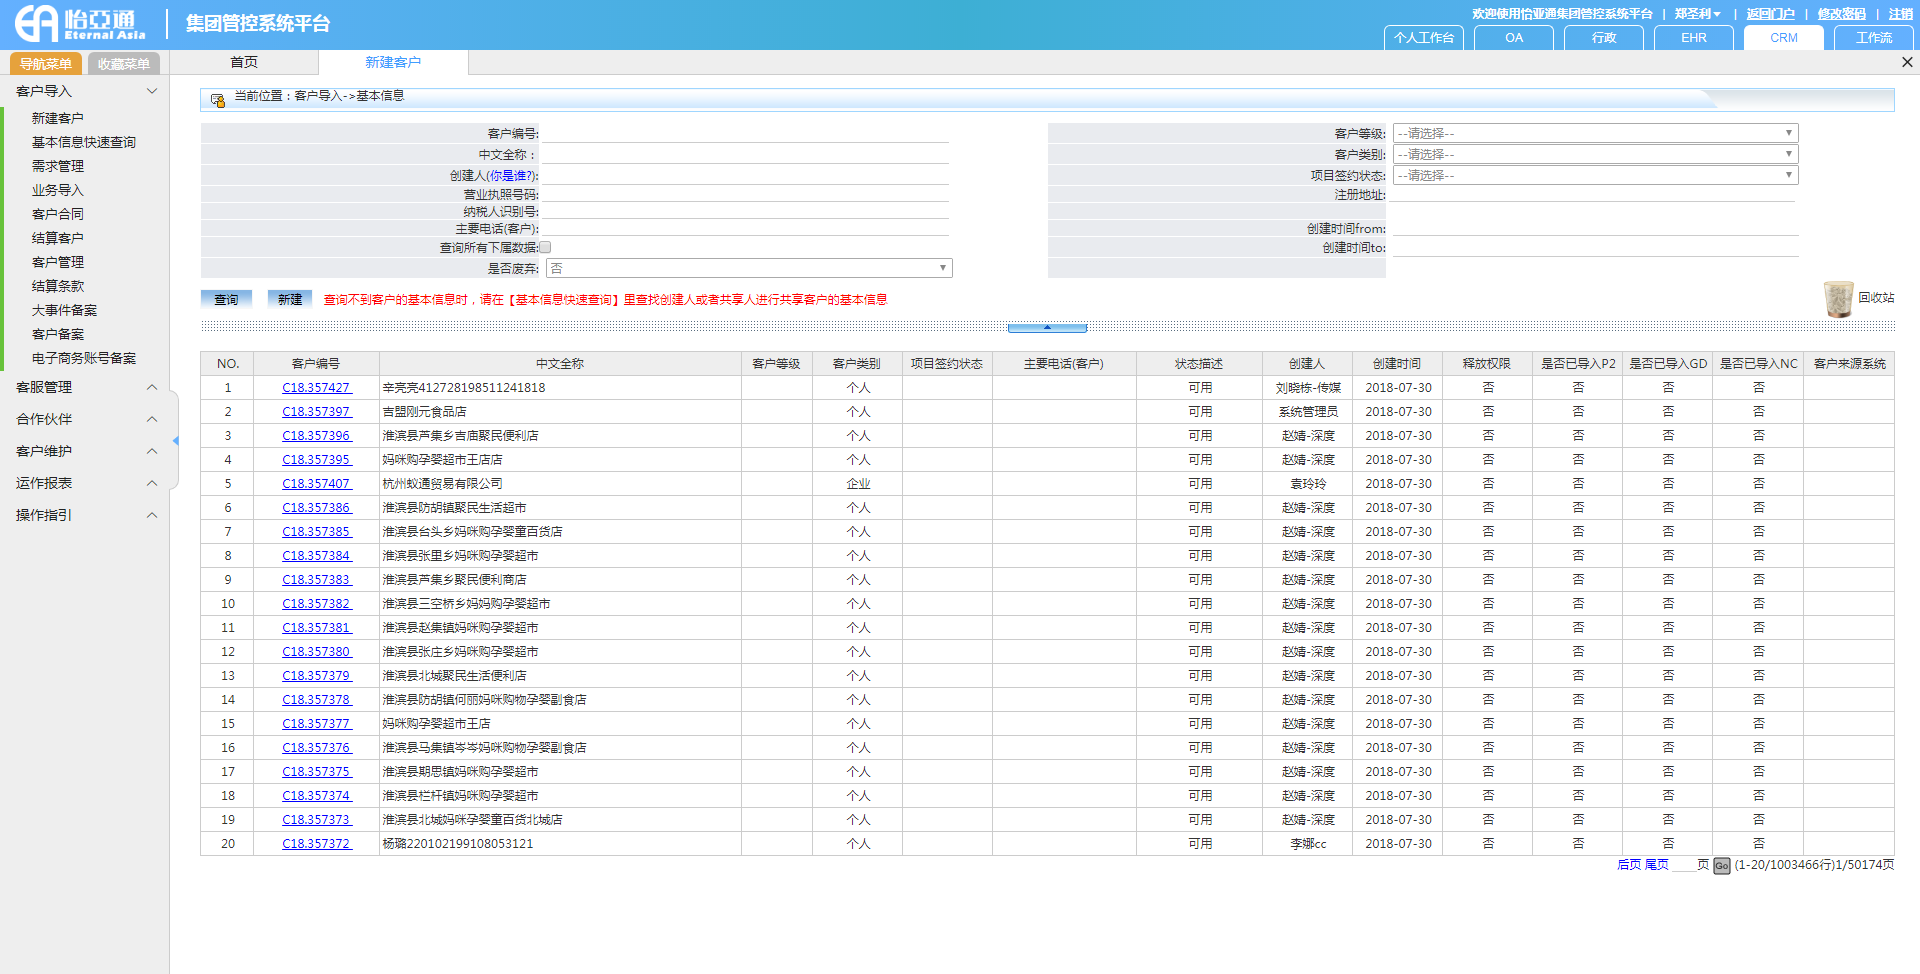 怡亞通 Eternal Asia 集团管控系统平台
欢迎使用怡亚通集团管控系统平台 | 郑圣利 | 返回门户 | 修改密码 | 注销
个人工作台 OA 行政 EHR CRM 工作流
导航菜单 收藏菜单 首页 新建客户
客户导入
新建客户
基本信息快速查询
需求管理
业务导入
客户合同
结算客户
客户管理
结算条款
大事件备案
客户备案
电子商务账号备案
客服管理
合作伙伴
客户维护
运作报表
操作指引
当前位置：客户导入->基本信息
客户编号: 客户等级: --请选择--
中文全称： 客户类别: --请选择--
创建人(你是谁?): 项目签约状态: --请选择--
营业执照号码: 注册地址:
纳税人识别号:
主要电话(客户): 创建时间from:
查询所有下属数据: 创建时间to:
是否废弃: 否
查询 新建 查询不到客户的基本信息时，请在【基本信息快速查询】里查找创建人或者共享人进行共享客户的基本信息 回收站
NO. 客户编号 中文全称 客户等级 客户类别 项目签约状态 主要电话(客户) 状态描述 创建人 创建时间 释放权限 是否已导入P2 是否已导入GD 是否已导入NC 客户来源系统
1 C18.357427 辛亮亮412728198511241818 个人 可用 刘晓栋-传媒 2018-07-30 否 否 否 否
2 C18.357397 吉盟刚元食品店 个人 可用 系统管理员 2018-07-30 否 否 否 否
3 C18.357396 淮滨县芦集乡吉庙聚民便利店 个人 可用 赵婧-深度 2018-07-30 否 否 否 否
4 C18.357395 妈咪购孕婴超市王店店 个人 可用 赵婧-深度 2018-07-30 否 否 否 否
5 C18.357407 杭州蚁通贸易有限公司 企业 可用 袁玲玲 2018-07-30 否 否 否 否
6 C18.357386 淮滨县防胡镇聚民生活超市 个人 可用 赵婧-深度 2018-07-30 否 否 否 否
7 C18.357385 淮滨县台头乡妈咪购孕婴童百货店 个人 可用 赵婧-深度 2018-07-30 否 否 否 否
8 C18.357384 淮滨县张里乡妈咪购孕婴超市 个人 可用 赵婧-深度 2018-07-30 否 否 否 否
9 C18.357383 淮滨县芦集乡聚民便利商店 个人 可用 赵婧-深度 2018-07-30 否 否 否 否
10 C18.357382 淮滨县三空桥乡妈妈购孕婴超市 个人 可用 赵婧-深度 2018-07-30 否 否 否 否
11 C18.357381 淮滨县赵集镇妈咪购孕婴超市 个人 可用 赵婧-深度 2018-07-30 否 否 否 否
12 C18.357380 淮滨县张庄乡妈咪购孕婴超市 个人 可用 赵婧-深度 2018-07-30 否 否 否 否
13 C18.357379 淮滨县北城聚民生活便利店 个人 可用 赵婧-深度 2018-07-30 否 否 否 否
14 C18.357378 淮滨县防胡镇何丽妈咪购物孕婴副食店 个人 可用 赵婧-深度 2018-07-30 否 否 否 否
15 C18.357377 妈咪购孕婴超市王店 个人 可用 赵婧-深度 2018-07-30 否 否 否 否
16 C18.357376 淮滨县马集镇岑岑妈咪购物孕婴副食店 个人 可用 赵婧-深度 2018-07-30 否 否 否 否
17 C18.357375 淮滨县期思镇妈咪购孕婴超市 个人 可用 赵婧-深度 2018-07-30 否 否 否 否
18 C18.357374 淮滨县栏杆镇妈咪购孕婴超市 个人 可用 赵婧-深度 2018-07-30 否 否 否 否
19 C18.357373 淮滨县北城妈咪孕婴童百货北城店 个人 可用 赵婧-深度 2018-07-30 否 否 否 否
20 C18.357372 杨璐220102199108053121 个人 可用 李娜cc 2018-07-30 否 否 否 否
后页 尾页 页 Go (1-20/1003466行)1/50174页